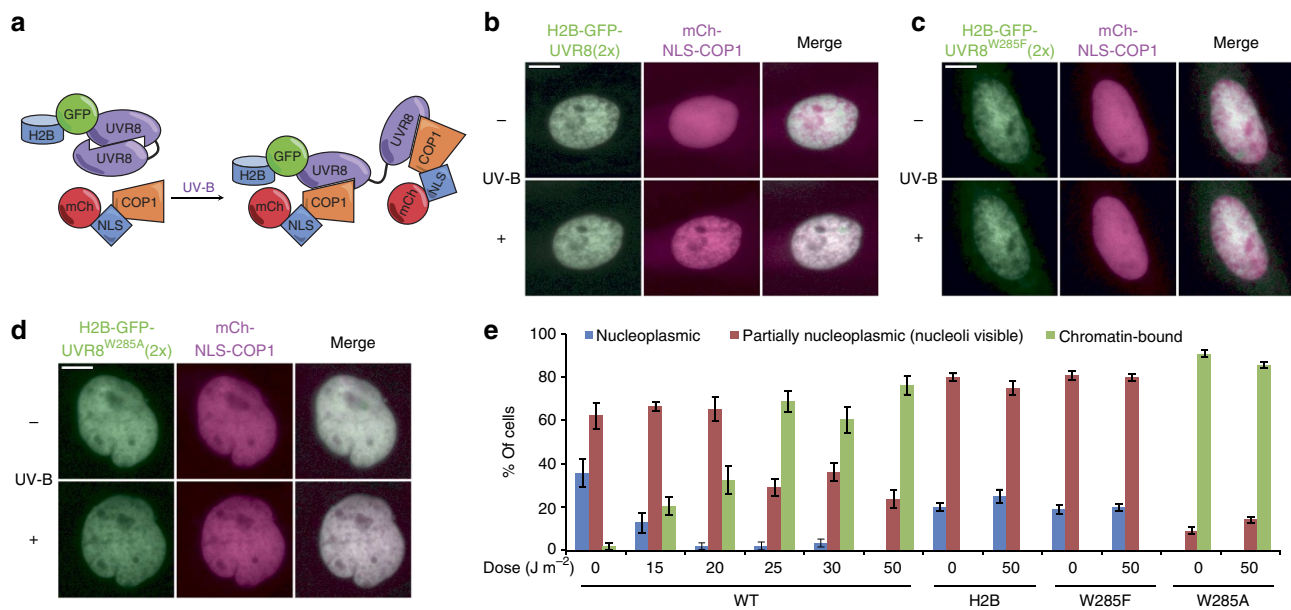 a
H2B
GFP
UVR8
UVR8
mCh
NLS
COP1
UV-B
H2B
GFP
UVR8
mCh
NLS
COP1
UVR8
COP1
NLS
mCh
b
H2B-GFP-
UVR8(2x)
mCh-
NLS-COP1
Merge
–
UV-B
+
c
H2B-GFP-
UVR8W285F(2x)
mCh-
NLS-COP1
Merge
–
UV-B
+
d
H2B-GFP-
UVR8W285A(2x)
mCh-
NLS-COP1
Merge
–
UV-B
+
e
Nucleoplasmic
Partially nucleoplasmic (nucleoli visible)
Chromatin-bound
% Of cells
100
80
60
40
20
0
Dose (J m−2)
0 15 20 25 30 50 0 50 0 50 0 50
WT H2B W285F W285A